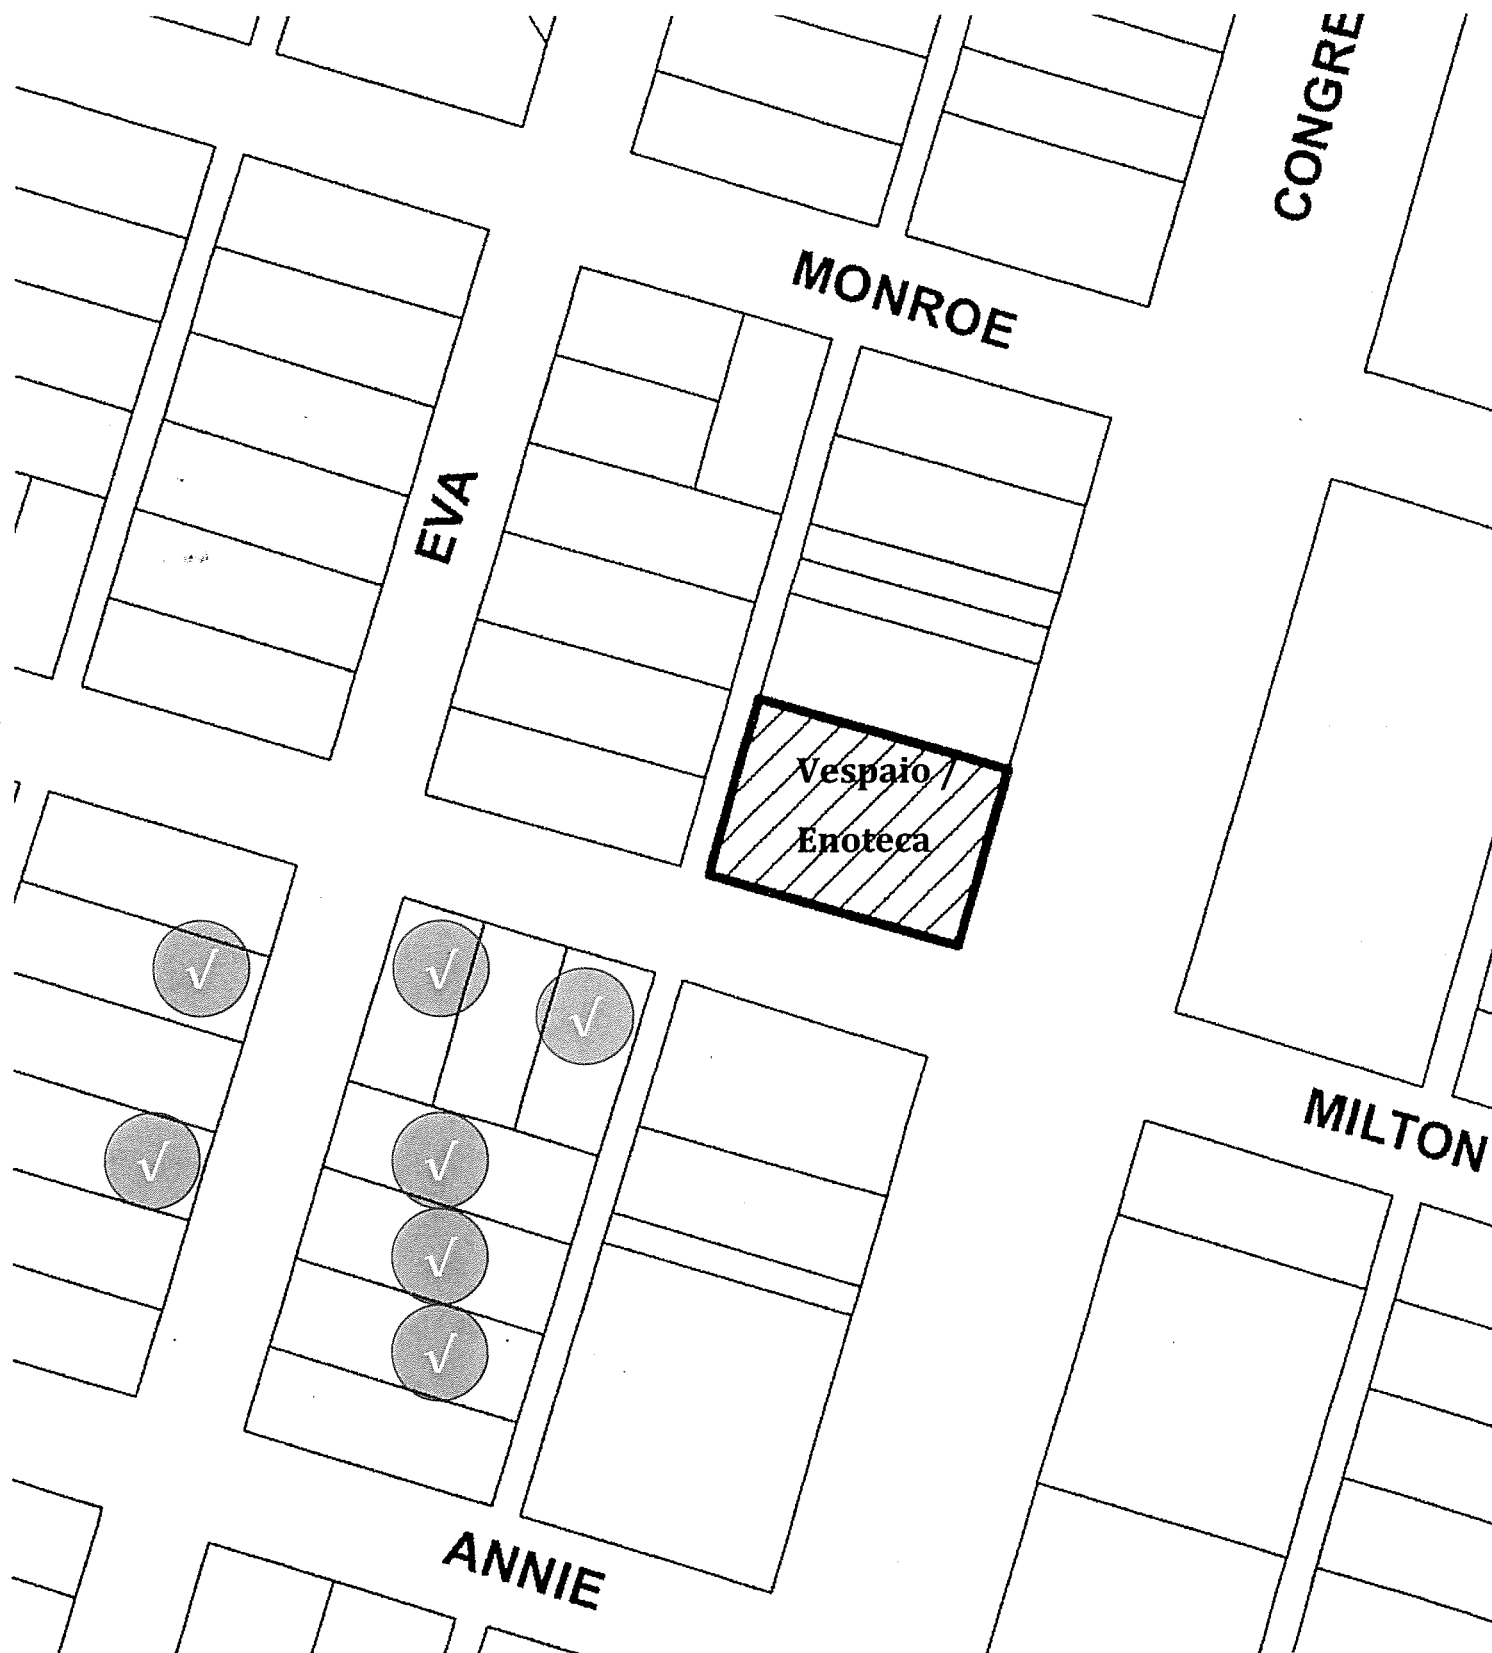 CONGRE
MONROE
EVA
Vespaio /
Enoteca
√
√
√
MILTON
√
√
√
√
ANNIE